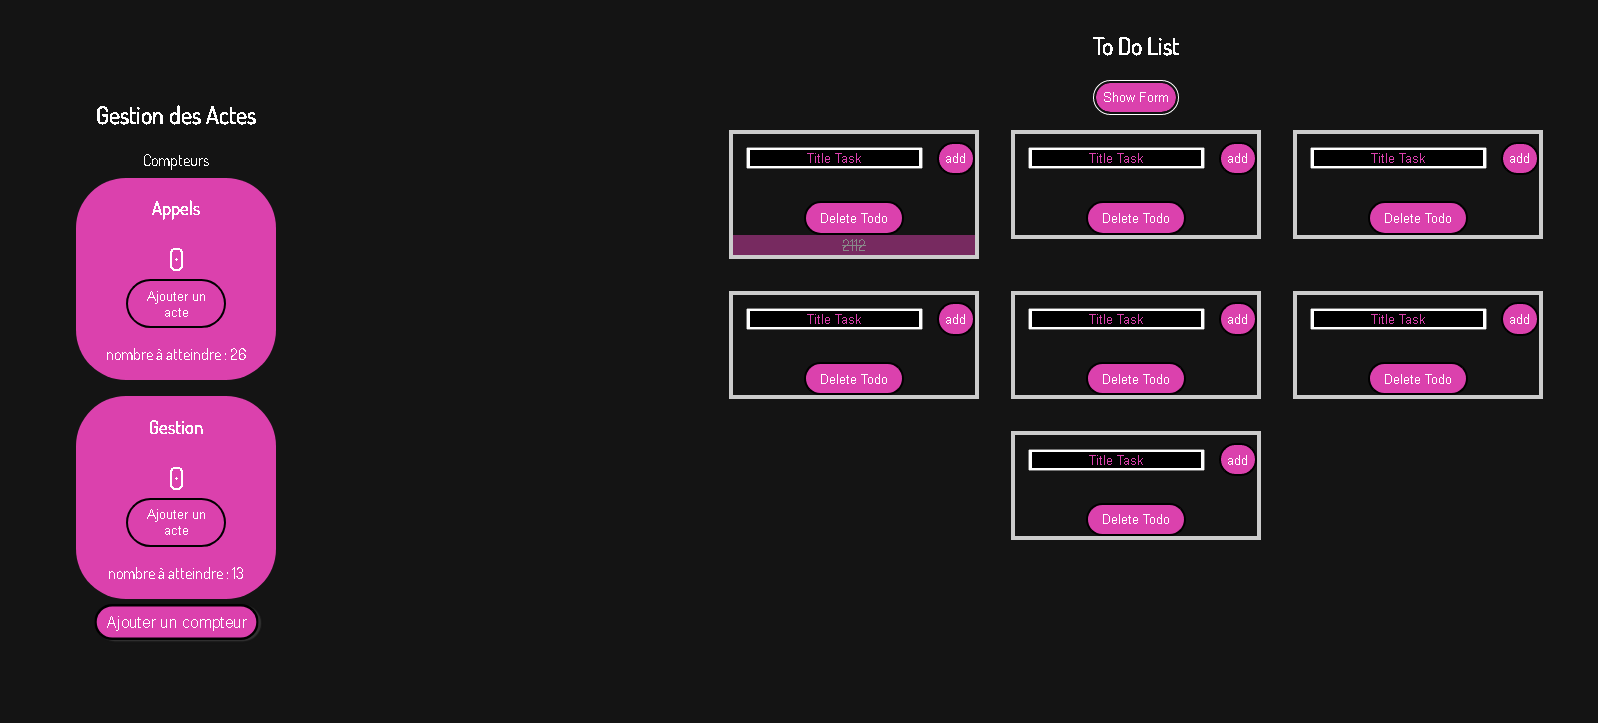 Gestion des Actes
Compteurs
Appels
0
Ajouter un
acte
nombre à atteindre : 26
Gestion
0
Ajouter un
acte
nombre à atteindre : 13
Ajouter un compteur
To Do List
Show Form
Title Task
add
Delete Todo
2112
Title Task
add
Delete Todo
Title Task
add
Delete Todo
Title Task
add
Delete Todo
Title Task
add
Delete Todo
Title Task
add
Delete Todo
Title Task
add
Delete Todo